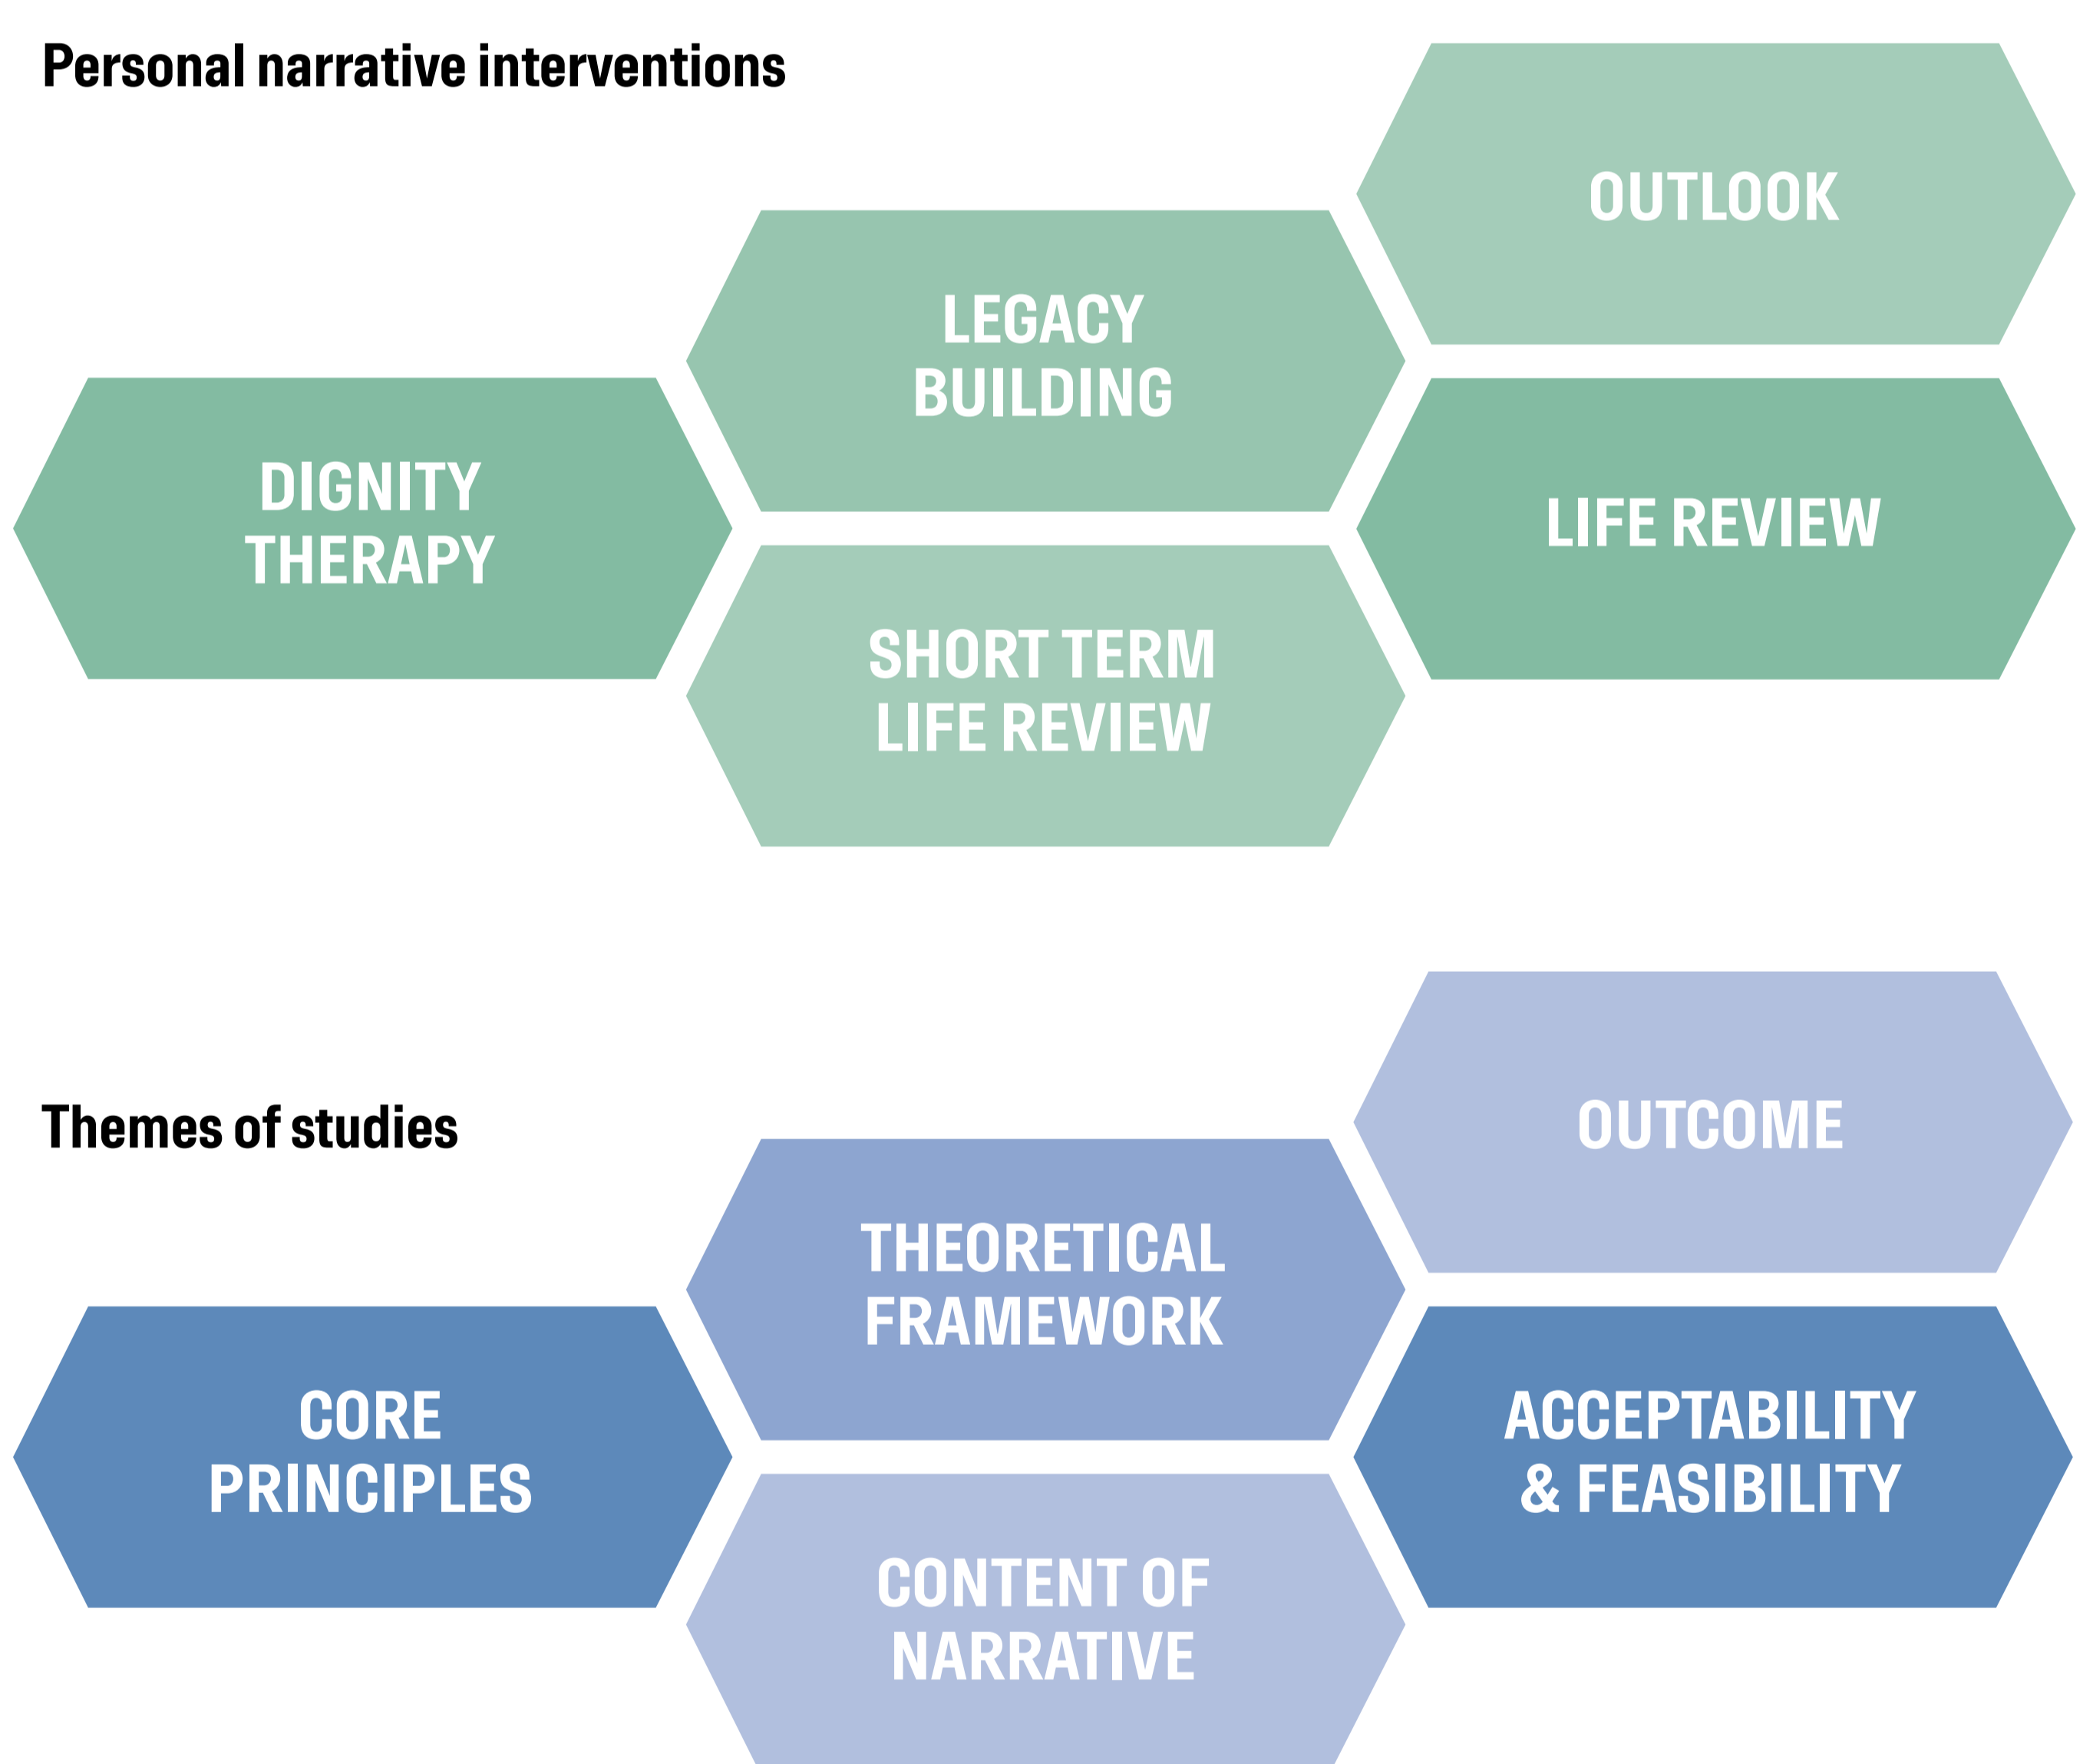 Personal narrative interventions
OUTLOOK
LEGACY
BUILDING
DIGNITY
THERAPY
LIFE REVIEW
SHORT TERM
LIFE REVIEW
Themes of studies
OUTCOME
THEORETICAL
FRAMEWORK
CORE
PRINCIPLES
ACCEPTABILITY
& FEASIBILITY
CONTENT OF
NARRATIVE